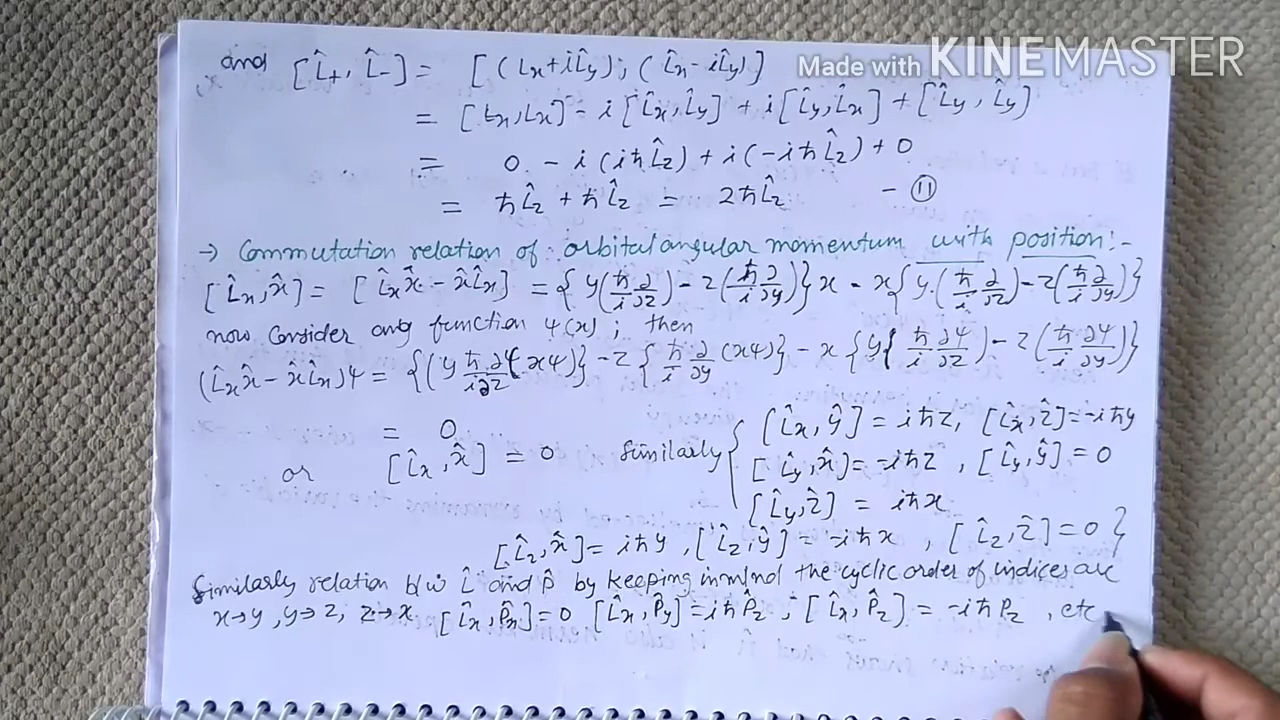 Made with KINEMASTER
and [L̂₊, L̂₋] = [(Lx+iL̂y), (L̂x-iL̂y)]
= [Lx, Lx] - i[L̂x, L̂y] + i[L̂y, L̂x] + [L̂y, L̂y]
= 0 - i(iħL̂z) + i(-iħL̂z) + 0
= ħL̂z + ħL̂z = 2ħL̂z - ⑪
→ Commutation relation of orbital angular momentum with position:-
[L̂x, x̂] = [L̂x x̂ - x̂ L̂x] = {y(ħ/i ∂/∂z) - z(ħ/i ∂/∂y)}x - x{y.(ħ/i ∂/∂z) - z(ħ/i ∂/∂y)}
now consider any function ψ(x), then
(L̂x x̂ - x̂ L̂x)ψ = {(y ħ/i ∂/∂z (xψ)} - z{ħ/i ∂/∂y (xψ)} - x{y{ħ/i ∂ψ/∂z) - z(ħ/i ∂ψ/∂y)}
= 0
or [L̂x, x̂] = 0 Similarly { [L̂x, ŷ] = iħz, [L̂x, ẑ] = -iħy
[L̂y, x̂] = -iħz, [L̂y, ŷ] = 0
[L̂y, ẑ] = iħx
[L̂z, x̂] = iħy, [L̂z, ŷ] = -iħx, [L̂z, ẑ] = 0 }
Similarly relation b/w L̂ and p̂ by keeping in mind the cyclic order of indices are
x→y, y→z, z→x. [L̂x, P̂x] = 0 [L̂x, P̂y] = iħP̂z, [L̂x, P̂z] = -iħPz, etc